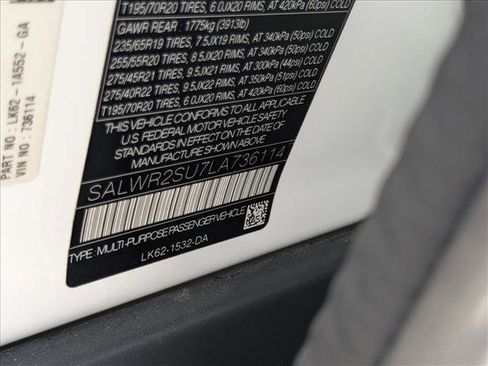 PART NO : LK62-1A552 - GA
VIN NO : 736114
T195/70R20 TIRES, 6.0JX20 RIMS, AT 420kPa (60psi) COLD
GAWR REAR : 1775kg (3913lb)
235/65R19 TIRES, 7.5JX19 RIMS, AT 340kPa (50psi) COLD
255/55R20 TIRES, 8.5JX20 RIMS, AT 340kPa (50psi) COLD
275/45R21 TIRES, 9.5JX21 RIMS, AT 300kPa (44psi) COLD
275/40R22 TIRES, 9.5JX22 RIMS, AT 350kPa (51psi) COLD
T195/70R20 TIRES, 6.0JX20 RIMS, AT 420kPa (60psi) COLD
THIS VEHICLE CONFORMS TO ALL APPLICABLE
U.S FEDERAL MOTOR VEHICLE SAFETY
STANDARDS IN EFFECT ON THE DATE OF
MANUFACTURE SHOWN ABOVE.
SALWR2SU7LA736114
TYPE: MULTI-PURPOSE PASSENGER VEHICLE
LK62-1532-DA